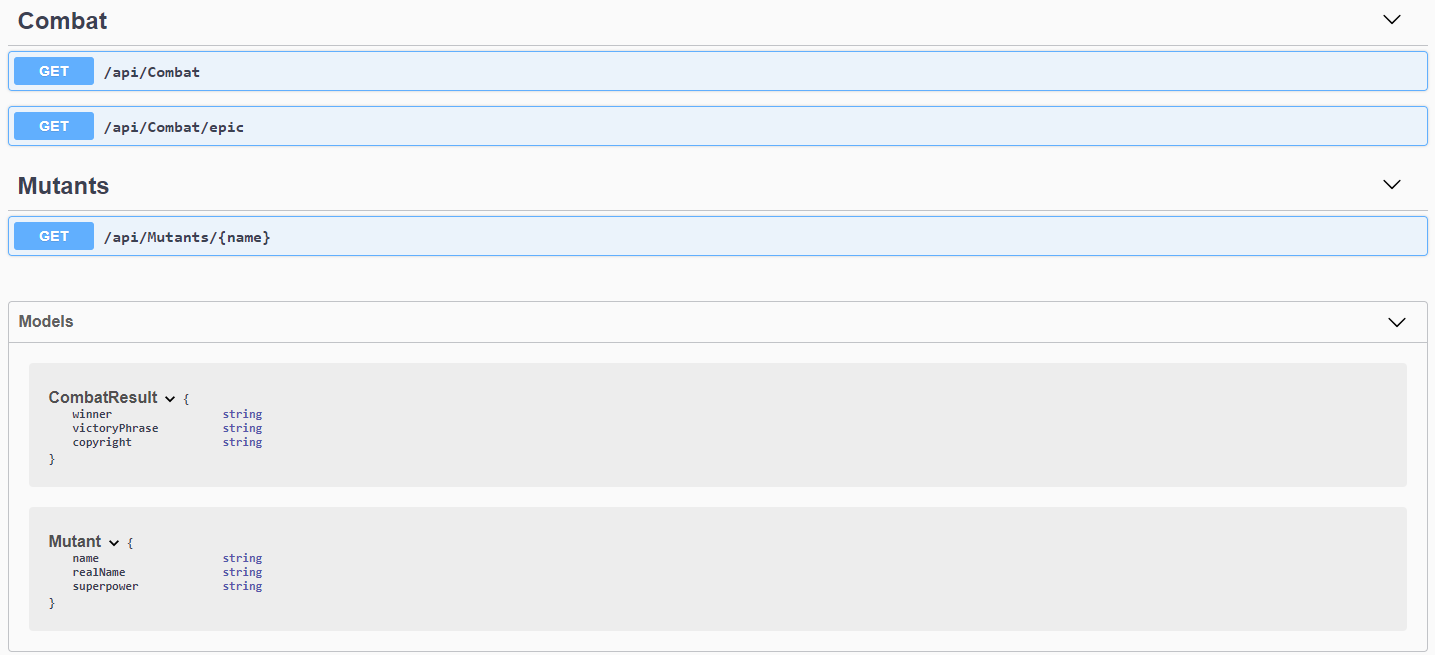 Combat
GET /api/Combat
GET /api/Combat/epic
Mutants
GET /api/Mutants/{name}
Models
CombatResult {
winner string
victoryPhrase string
copyright string
}
Mutant {
name string
realName string
superpower string
}